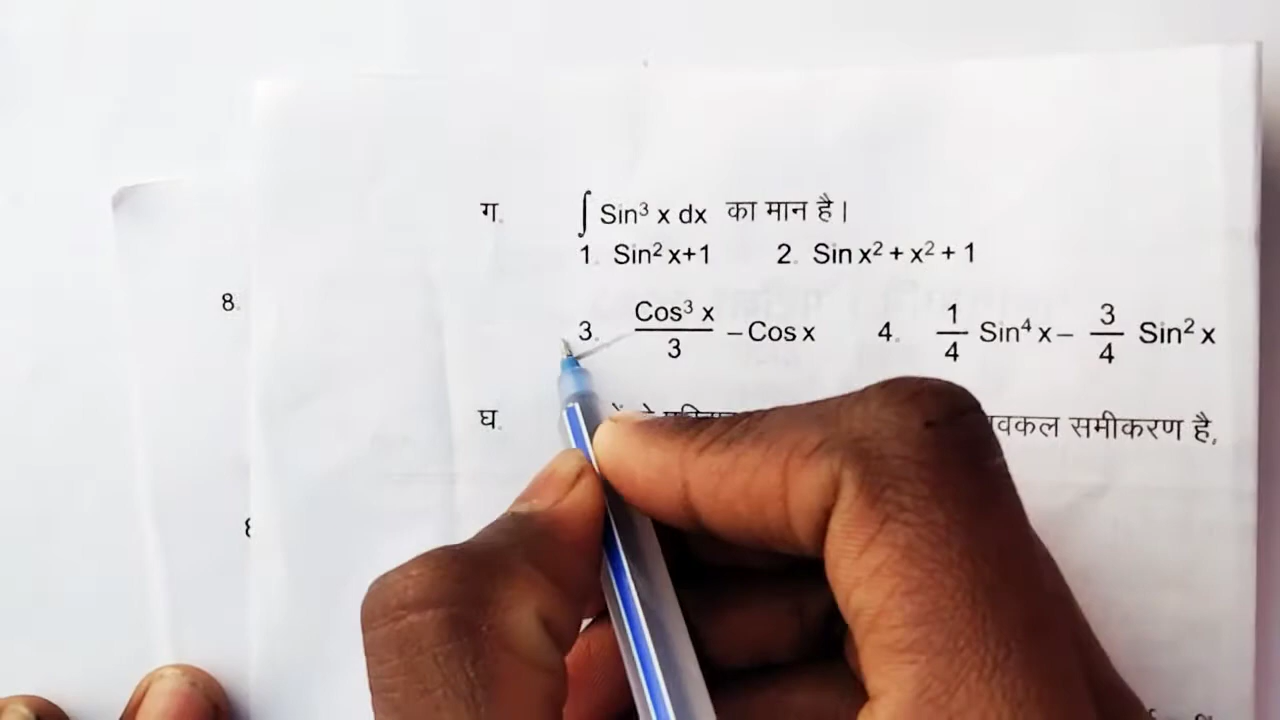 ग. ∫ Sin³ x dx का मान है।
1. Sin² x+1 2. Sin x² + x² + 1
8.
3. Cos³ x / 3 – Cos x 4. 1/4 Sin⁴ x – 3/4 Sin² x
घ. समीकरण है,